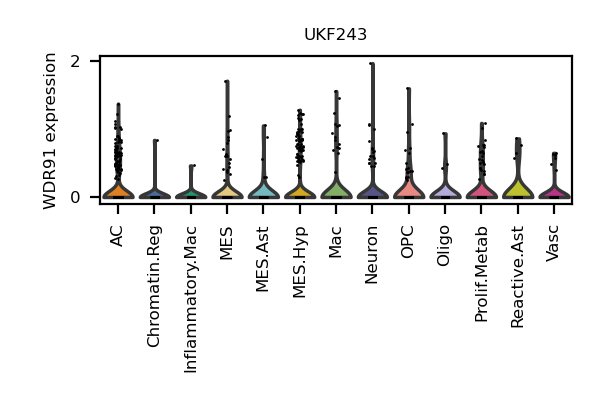 UKF243
WDR91 expression
2
0
AC
Chromatin.Reg
Inflammatory.Mac
MES
MES.Ast
MES.Hyp
Mac
Neuron
OPC
Oligo
Prolif.Metab
Reactive.Ast
Vasc